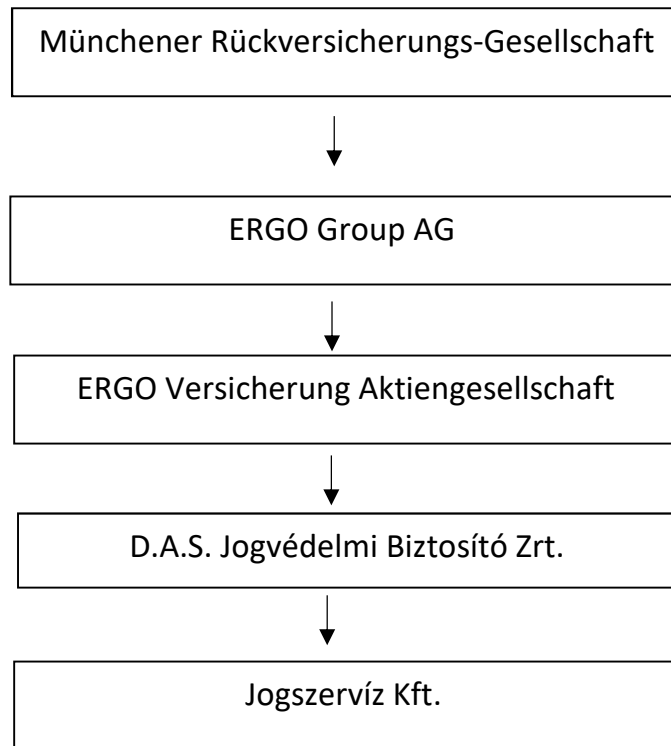 Münchener Rückversicherungs-Gesellschaft
ERGO Group AG
ERGO Versicherung Aktiengesellschaft
D.A.S. Jogvédelmi Biztosító Zrt.
Jogszervíz Kft.